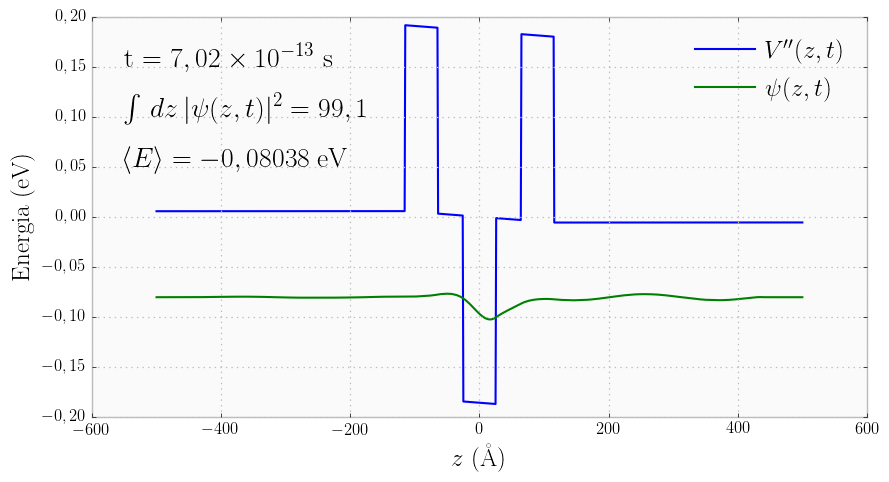 t = 7,02 × 10⁻¹³ s
∫ dz |ψ(z, t)|² = 99,1
⟨E⟩ = −0,08038 eV
V′′(z, t)
ψ(z, t)
Energia (eV)
0,20
0,15
0,10
0,05
0,00
−0,05
−0,10
−0,15
−0,20
−600 −400 −200 0 200 400 600
z (Å)